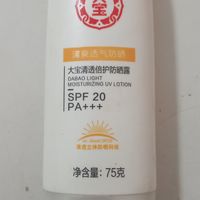 宝
清爽透气防晒
大宝清透倍护防晒露
DABAO LIGHT
MOISTURIZING UV LOTION
SPF 20
PA+++
净含量: 75克